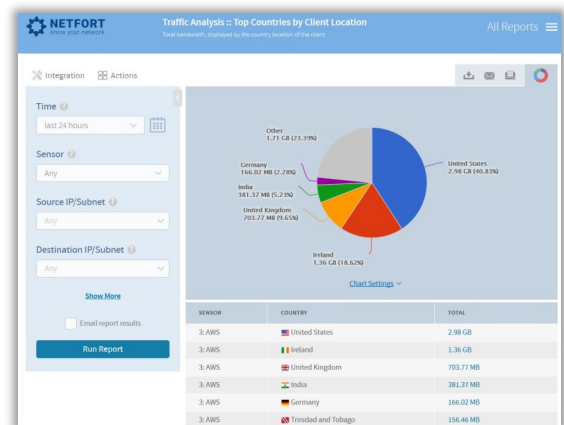 NETFORT
know your network
Traffic Analysis :: Top Countries by Client Location
Total bandwidth, displayed by the country location of the client
All Reports
Integration
Actions
Time
last 24 hours
Sensor
Any
Source IP/Subnet
Any
Destination IP/Subnet
Any
Show More
Email report results
Run Report
Other
1.71 GB (23.39%)
Germany
166.02 MB (2.28%)
India
381.37 MB (5.23%)
United Kingdom
703.77 MB (9.65%)
United States
2.98 GB (40.83%)
Ireland
1.36 GB (18.62%)
Chart Settings
SENSOR COUNTRY TOTAL
3: AWS United States 2.98 GB
3: AWS Ireland 1.36 GB
3: AWS United Kingdom 703.77 MB
3: AWS India 381.37 MB
3: AWS Germany 166.02 MB
3: AWS Trinidad and Tobago 156.46 MB